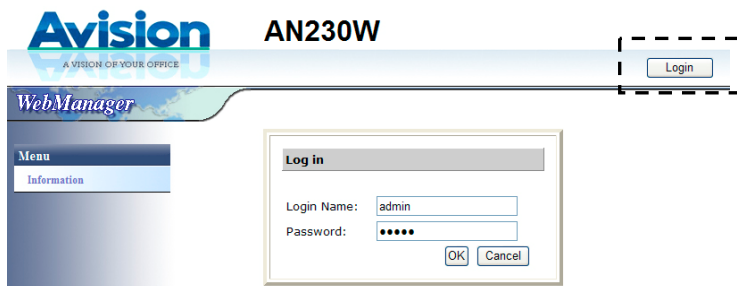 Avision
AN230W
A VISION OF YOUR OFFICE
Login
WebManager
Menu
Information
Log in
Login Name: admin
Password: •••••
OK Cancel